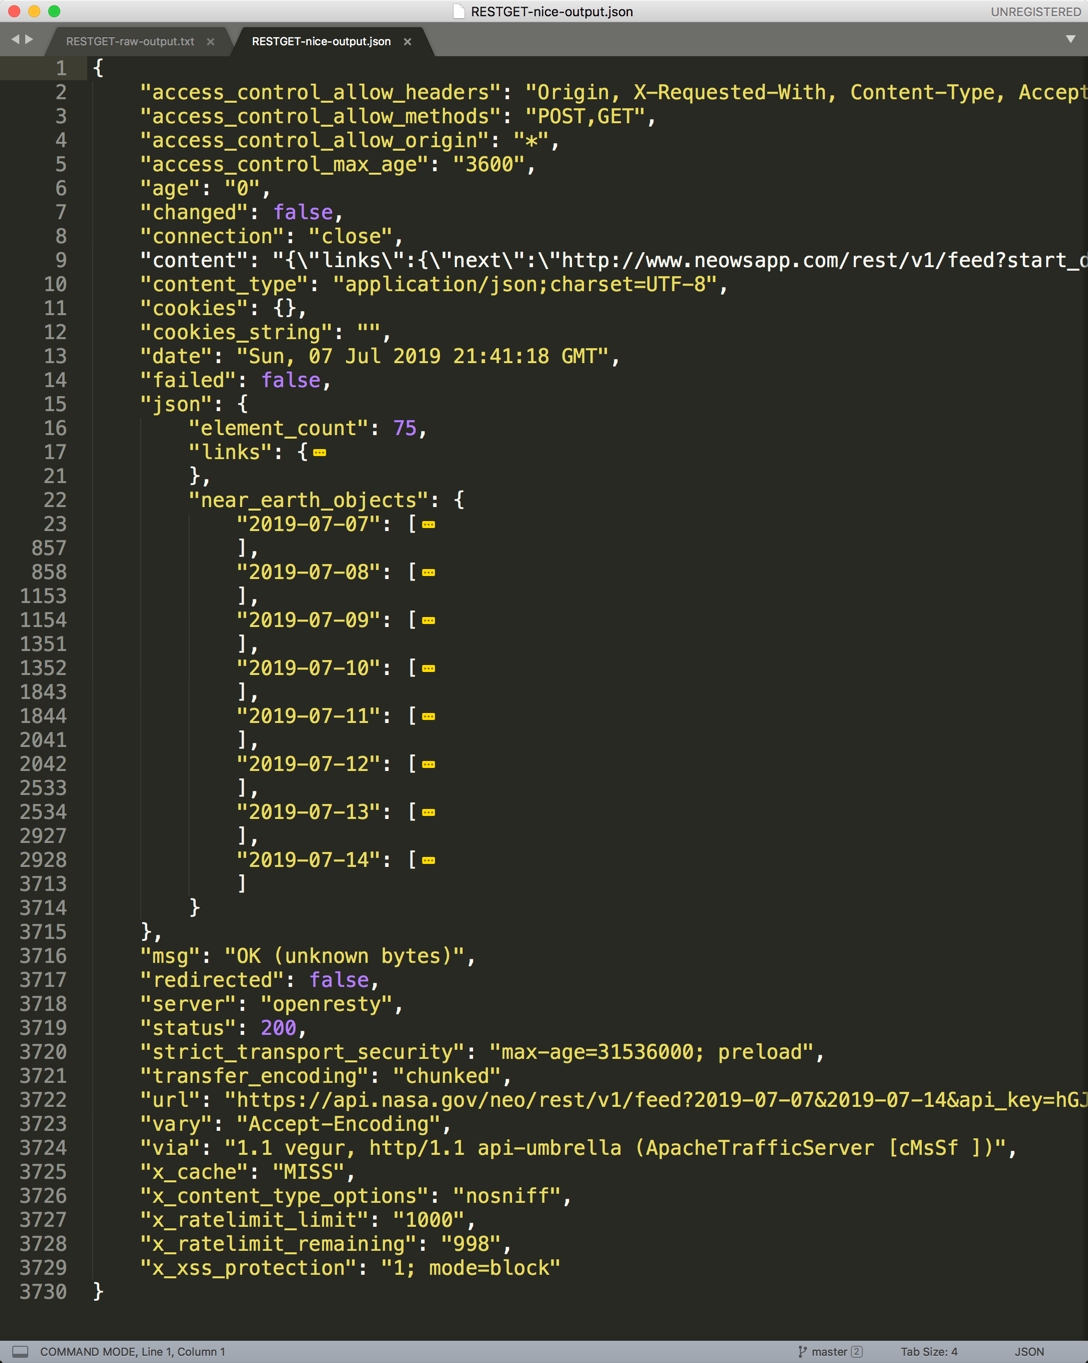 RESTGET-nice-output.json
UNREGISTERED
RESTGET-raw-output.txt ×
RESTGET-nice-output.json ×
1 {
2 "access_control_allow_headers": "Origin, X-Requested-With, Content-Type, Accept
3 "access_control_allow_methods": "POST,GET",
4 "access_control_allow_origin": "*",
5 "access_control_max_age": "3600",
6 "age": "0",
7 "changed": false,
8 "connection": "close",
9 "content": "{\"links\":{\"next\":\"http://www.neowsapp.com/rest/v1/feed?start_d
10 "content_type": "application/json;charset=UTF-8",
11 "cookies": {},
12 "cookies_string": "",
13 "date": "Sun, 07 Jul 2019 21:41:18 GMT",
14 "failed": false,
15 "json": {
16 "element_count": 75,
17 "links": {
21 },
22 "near_earth_objects": {
23 "2019-07-07": [
857 ],
858 "2019-07-08": [
1153 ],
1154 "2019-07-09": [
1351 ],
1352 "2019-07-10": [
1843 ],
1844 "2019-07-11": [
2041 ],
2042 "2019-07-12": [
2533 ],
2534 "2019-07-13": [
2927 ],
2928 "2019-07-14": [
3713 ]
3714 }
3715 },
3716 "msg": "OK (unknown bytes)",
3717 "redirected": false,
3718 "server": "openresty",
3719 "status": 200,
3720 "strict_transport_security": "max-age=31536000; preload",
3721 "transfer_encoding": "chunked",
3722 "url": "https://api.nasa.gov/neo/rest/v1/feed?2019-07-07&2019-07-14&api_key=hGJ
3723 "vary": "Accept-Encoding",
3724 "via": "1.1 vegur, http/1.1 api-umbrella (ApacheTrafficServer [cMsSf ])",
3725 "x_cache": "MISS",
3726 "x_content_type_options": "nosniff",
3727 "x_ratelimit_limit": "1000",
3728 "x_ratelimit_remaining": "998",
3729 "x_xss_protection": "1; mode=block"
3730 }
COMMAND MODE, Line 1, Column 1
master 2
Tab Size: 4
JSON